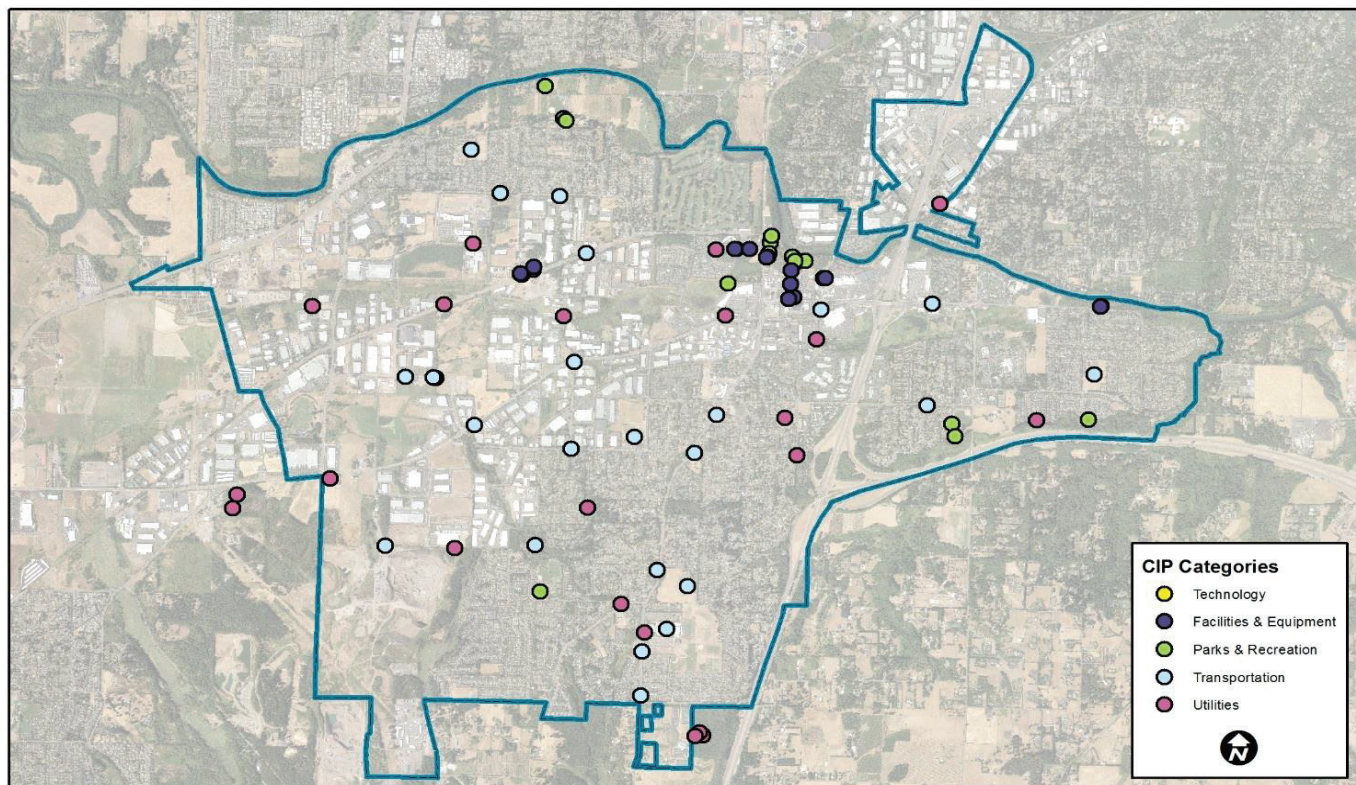 CIP Categories
Technology
Facilities & Equipment
Parks & Recreation
Transportation
Utilities
N